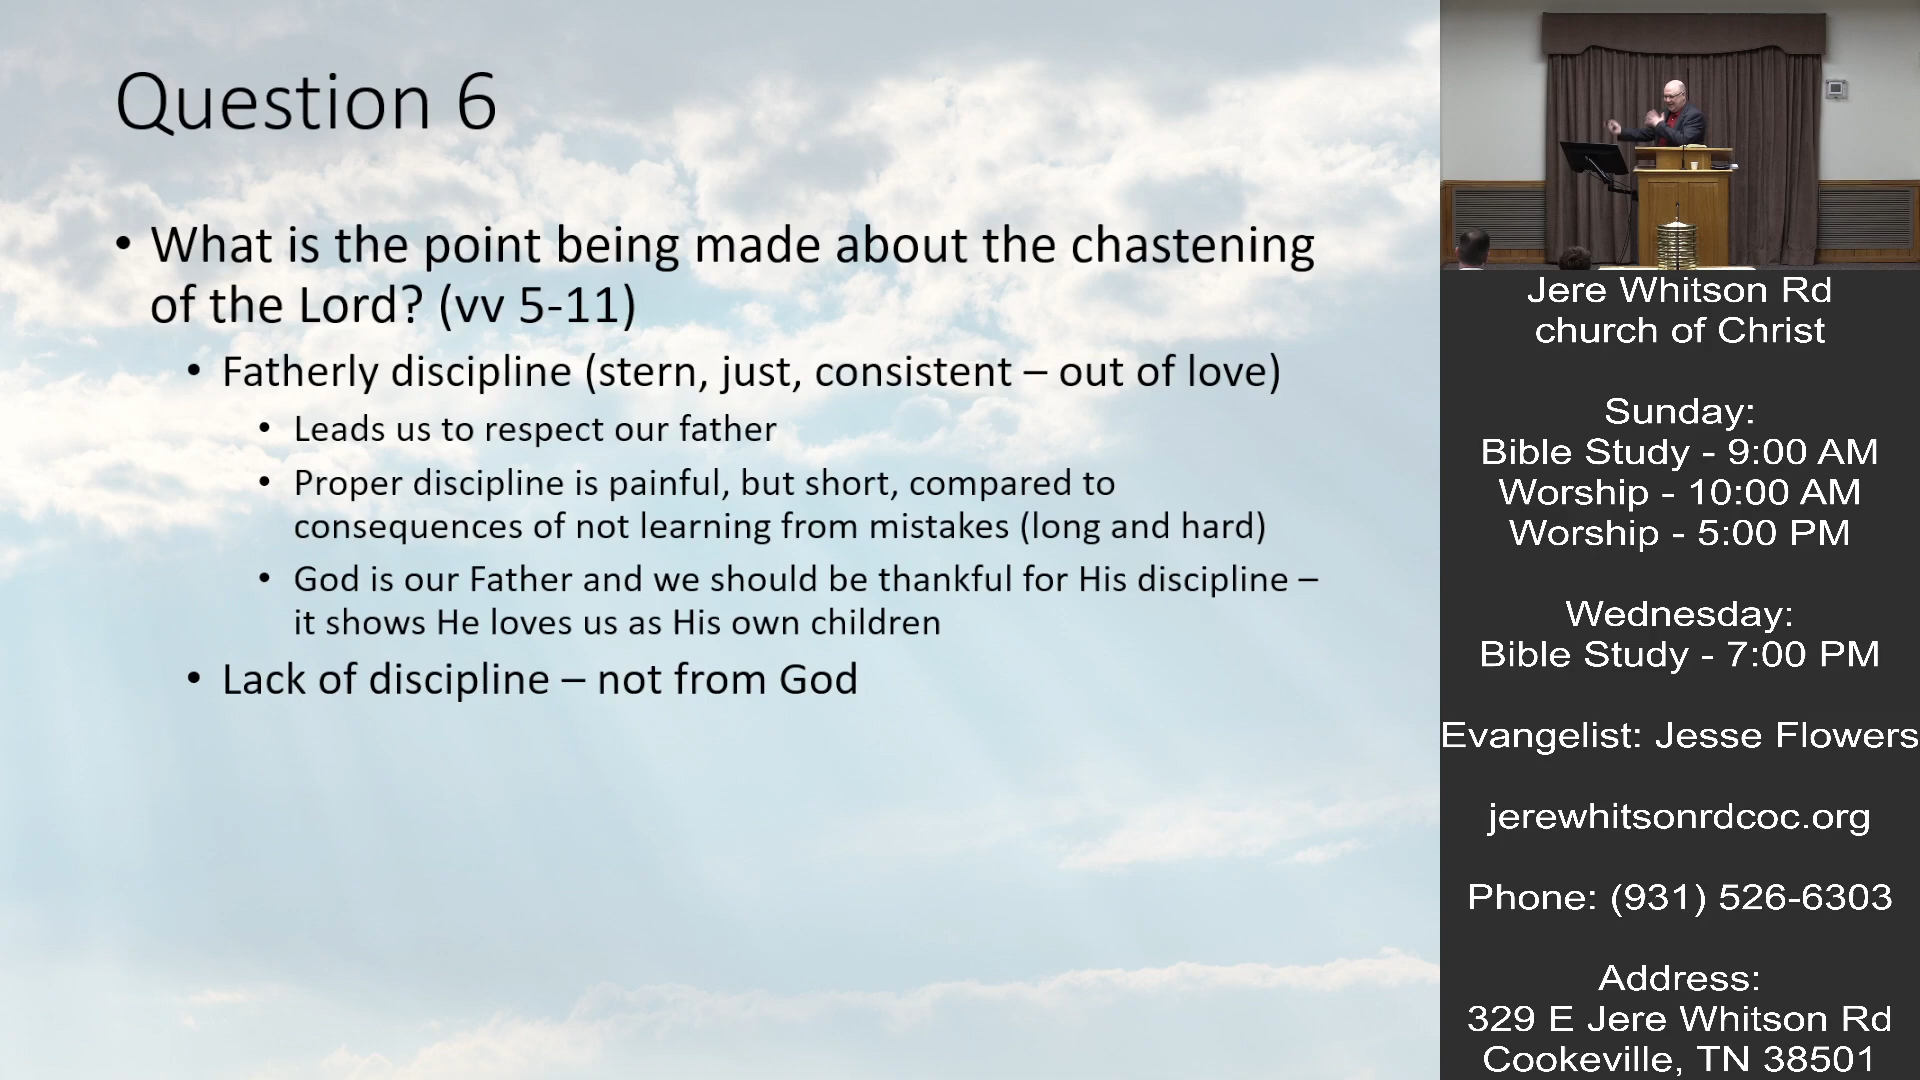 Question 6
• What is the point being made about the chastening
of the Lord? (vv 5-11)
• Fatherly discipline (stern, just, consistent – out of love)
• Leads us to respect our father
• Proper discipline is painful, but short, compared to
consequences of not learning from mistakes (long and hard)
• God is our Father and we should be thankful for His discipline –
it shows He loves us as His own children
• Lack of discipline – not from God
Jere Whitson Rd
church of Christ
Sunday:
Bible Study - 9:00 AM
Worship - 10:00 AM
Worship - 5:00 PM
Wednesday:
Bible Study - 7:00 PM
Evangelist: Jesse Flowers
jerewhitsonrdcoc.org
Phone: (931) 526-6303
Address:
329 E Jere Whitson Rd
Cookeville, TN 38501